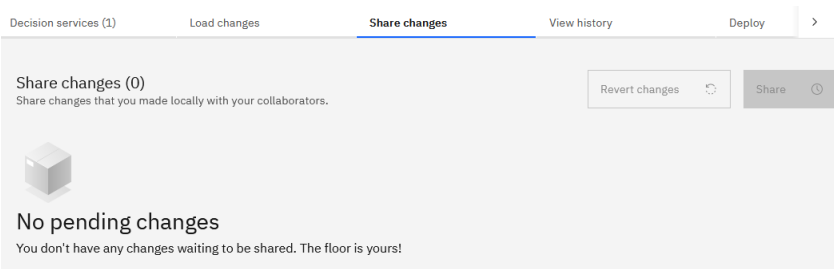 Decision services (1)
Load changes
Share changes
View history
Deploy
Share changes (0)
Share changes that you made locally with your collaborators.
Revert changes
Share
No pending changes
You don't have any changes waiting to be shared. The floor is yours!